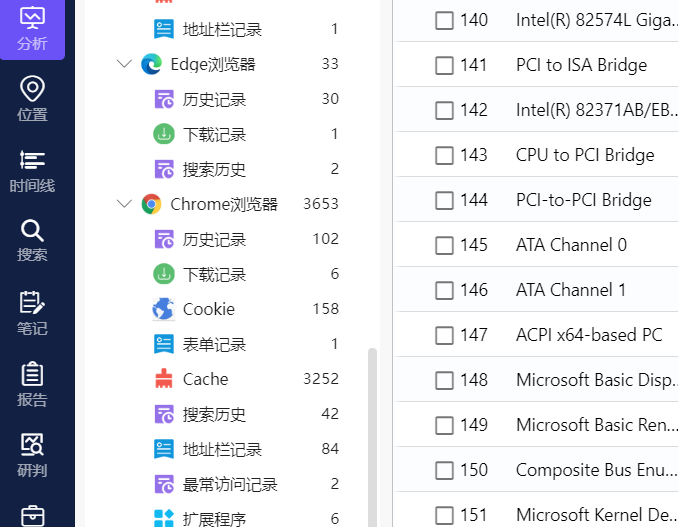 分析
位置
时间线
搜索
笔记
报告
研判
地址栏记录 1
Edge浏览器 33
历史记录 30
下载记录 1
搜索历史 2
Chrome浏览器 3653
历史记录 102
下载记录 6
Cookie 158
表单记录 1
Cache 3252
搜索历史 42
地址栏记录 84
最常访问记录 2
扩展程序 6
140 Intel(R) 82574L Giga...
141 PCI to ISA Bridge
142 Intel(R) 82371AB/EB...
143 CPU to PCI Bridge
144 PCI-to-PCI Bridge
145 ATA Channel 0
146 ATA Channel 1
147 ACPI x64-based PC
148 Microsoft Basic Disp...
149 Microsoft Basic Ren...
150 Composite Bus Enu...
151 Microsoft Kernel De...